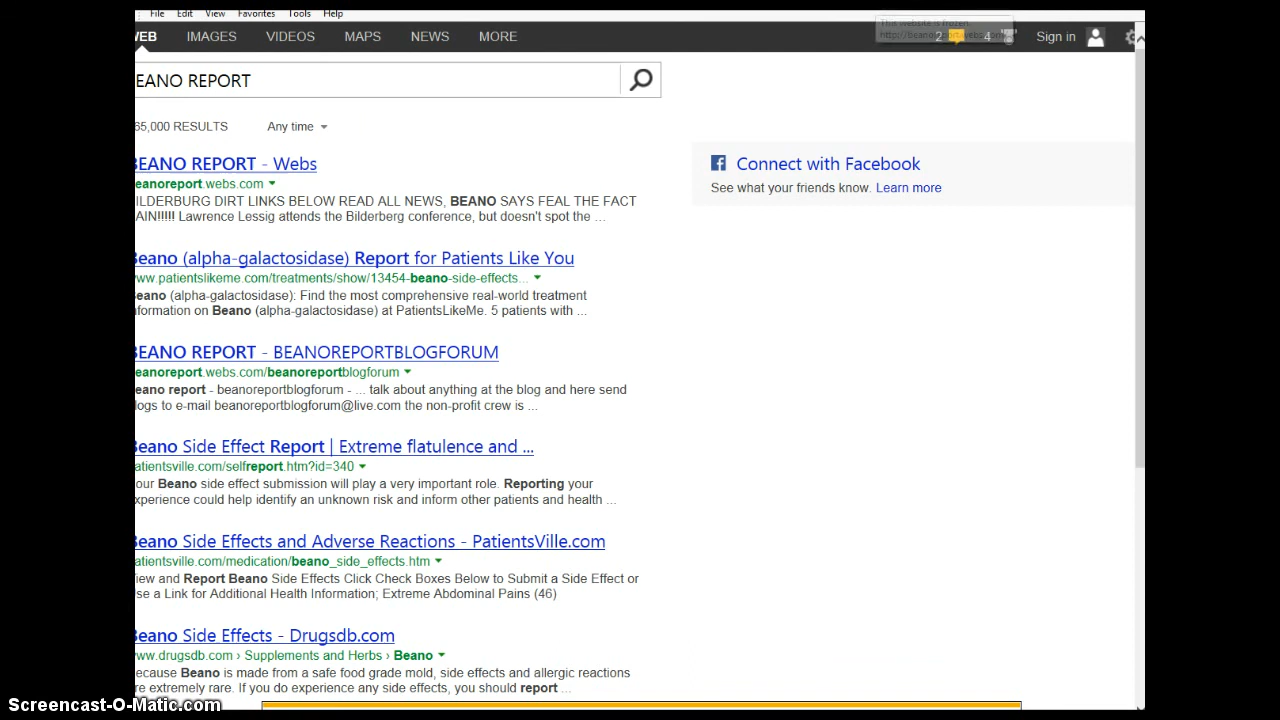 File Edit View Favorites Tools Help
This website is frozen.
EB IMAGES VIDEOS MAPS NEWS MORE 2 4 Sign in
EANO REPORT
65,000 RESULTS Any time
BEANO REPORT - Webs
eanoreport.webs.com
ILDERBURG DIRT LINKS BELOW READ ALL NEWS, BEANO SAYS FEAL THE FACT
AIN!!!!! Lawrence Lessig attends the Bilderberg conference, but doesn't spot the ...
Connect with Facebook
See what your friends know. Learn more
Beano (alpha-galactosidase) Report for Patients Like You
ww.patientslikeme.com/treatments/show/13454-beano-side-effects...
Beano (alpha-galactosidase): Find the most comprehensive real-world treatment
nformation on Beano (alpha-galactosidase) at PatientsLikeMe. 5 patients with ...
BEANO REPORT - BEANOREPORTBLOGFORUM
eanoreport.webs.com/beanoreportblogforum
eano report - beanoreportblogforum - ... talk about anything at the blog and here send
logs to e-mail beanoreportblogforum@live.com the non-profit crew is ...
Beano Side Effect Report | Extreme flatulence and ...
atientsville.com/selfreport.htm?id=340
our Beano side effect submission will play a very important role. Reporting your
xperience could help identify an unknown risk and inform other patients and health ...
Beano Side Effects and Adverse Reactions - PatientsVille.com
atientsville.com/medication/beano_side_effects.htm
iew and Report Beano Side Effects Click Check Boxes Below to Submit a Side Effect or
se a Link for Additional Health Information; Extreme Abdominal Pains (46)
Beano Side Effects - Drugsdb.com
ww.drugsdb.com › Supplements and Herbs › Beano
ecause Beano is made from a safe food grade mold, side effects and allergic reactions
re extremely rare. If you do experience any side effects, you should report ...
Screencast-O-Matic.com